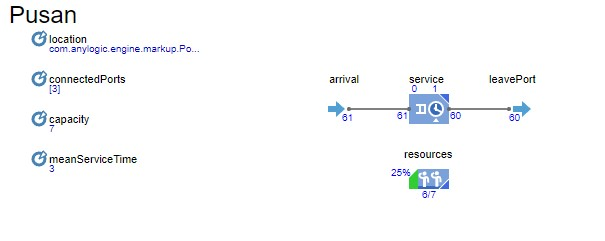 Pusan
location
com.anylogic.engine.markup.Po...
connectedPorts
[3]
capacity
7
meanServiceTime
3
arrival
service
leavePort
0 1
61
61
60
60
resources
25%
6/7